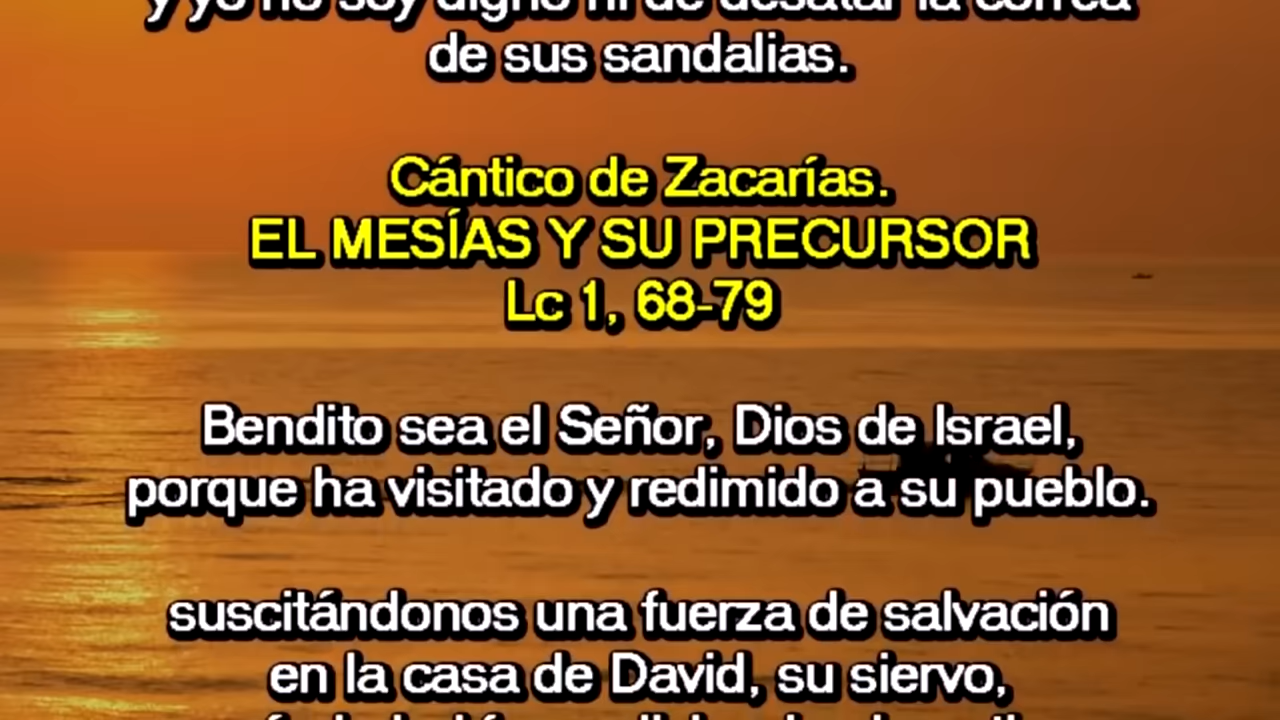 y yo no soy digno ni de desatar la correa
de sus sandalias.
Cántico de Zacarías.
EL MESÍAS Y SU PRECURSOR
Lc 1, 68-79
Bendito sea el Señor, Dios de Israel,
porque ha visitado y redimido a su pueblo.
suscitándonos una fuerza de salvación
en la casa de David, su siervo,